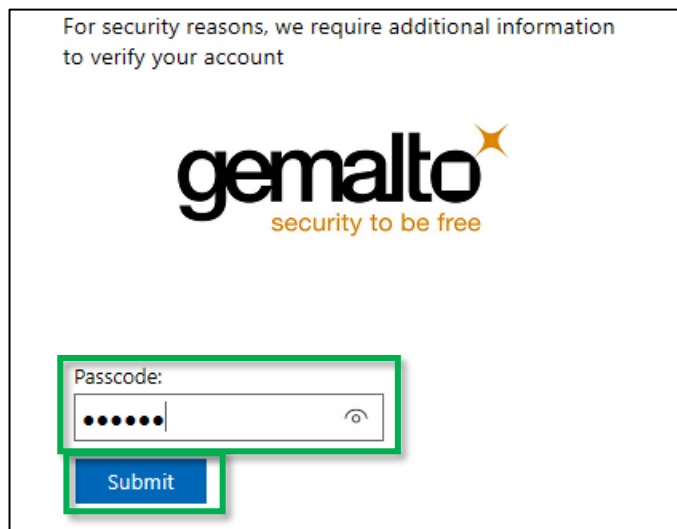 For security reasons, we require additional information
to verify your account
gemalto
security to be free
Passcode:
••••••
Submit